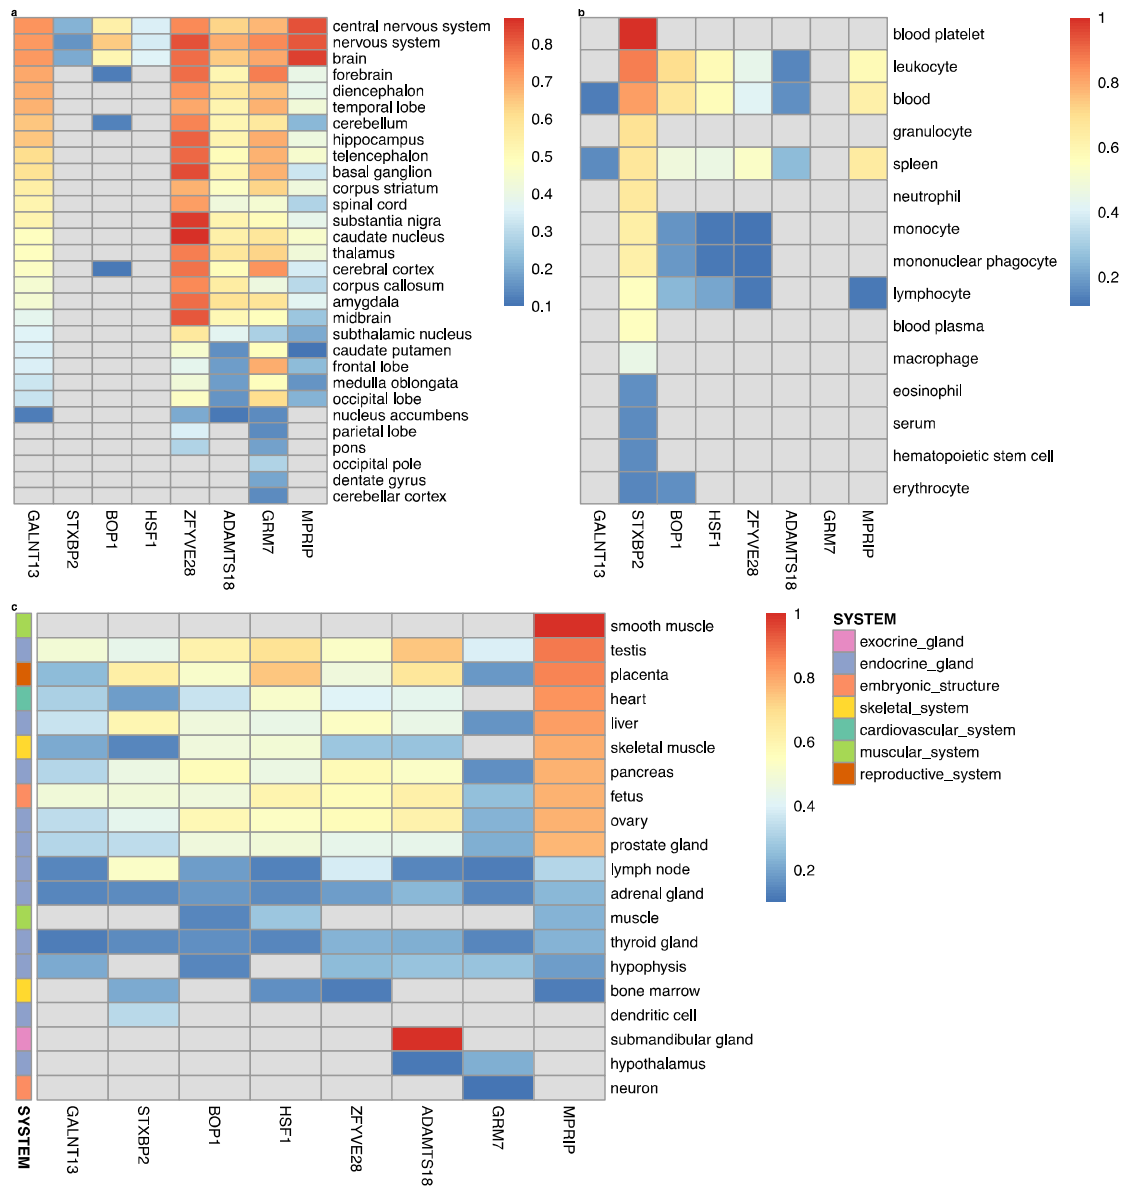 a
central nervous system
nervous system
brain
forebrain
diencephalon
temporal lobe
cerebellum
hippocampus
telencephalon
basal ganglion
corpus striatum
spinal cord
substantia nigra
caudate nucleus
thalamus
cerebral cortex
corpus callosum
amygdala
midbrain
subthalamic nucleus
caudate putamen
frontal lobe
medulla oblongata
occipital lobe
nucleus accumbens
parietal lobe
pons
occipital pole
dentate gyrus
cerebellar cortex
GALNT13
STXBP2
BOP1
HSF1
ZFYVE28
ADAMTS18
GRM7
MPRIP
0.8
0.7
0.6
0.5
0.4
0.3
0.2
0.1
b
blood platelet
leukocyte
blood
granulocyte
spleen
neutrophil
monocyte
mononuclear phagocyte
lymphocyte
blood plasma
macrophage
eosinophil
serum
hematopoietic stem cell
erythrocyte
GALNT13
STXBP2
BOP1
HSF1
ZFYVE28
ADAMTS18
GRM7
MPRIP
1
0.8
0.6
0.4
0.2
c
smooth muscle
testis
placenta
heart
liver
skeletal muscle
pancreas
fetus
ovary
prostate gland
lymph node
adrenal gland
muscle
thyroid gland
hypophysis
bone marrow
dendritic cell
submandibular gland
hypothalamus
neuron
SYSTEM
GALNT13
STXBP2
BOP1
HSF1
ZFYVE28
ADAMTS18
GRM7
MPRIP
1
0.8
0.6
0.4
0.2
SYSTEM
exocrine_gland
endocrine_gland
embryonic_structure
skeletal_system
cardiovascular_system
muscular_system
reproductive_system